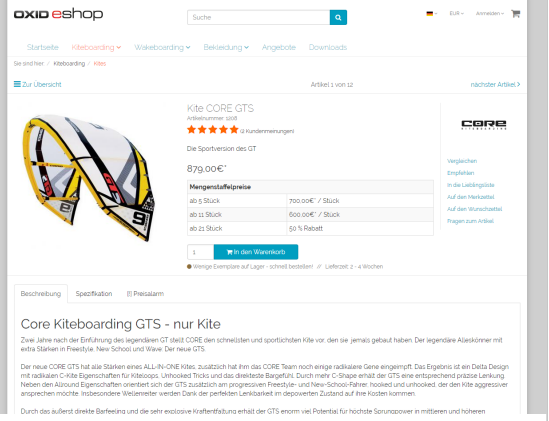 OXID eShop
Suche
EUR
Anmelden
Startseite Kiteboarding Wakeboarding Bekleidung Angebote Downloads
Sie sind hier / Kiteboarding / Kites
Zur Übersicht Artikel 1 von 12 nächster Artikel
Kite CORE GTS
Artikelnummer: 1208
(2 Kundenmeinungen)
CORE
KITEBOARDING
Die Sportversion des GT
879,00€*
Vergleichen
Empfehlen
In die Lieblingsliste
Auf den Merkzettel
Auf den Wunschzettel
Fragen zum Artikel
Mengenstaffelpreise
ab 5 Stück 700,00€* / Stück
ab 11 Stück 600,00€* / Stück
ab 21 Stück 50 % Rabatt
1 In den Warenkorb
Wenige Exemplare auf Lager - schnell bestellen! // Lieferzeit: 2 - 4 Wochen
Beschreibung Spezifikation Preisalarm
Core Kiteboarding GTS - nur Kite
Zwei Jahre nach der Einführung des legendären GT stellt CORE den schnellsten und sportlichsten Kite vor, den sie jemals gebaut haben. Der legendäre Alleskönner mit
extra Stärken in Freestyle, New School und Wave. Der neue GTS.
Der neue CORE GTS hat alle Stärken eines ALL-IN-ONE Kites; zusätzlich hat ihm das CORE Team noch einige radikalere Gene eingeimpft. Das Ergebnis ist ein Delta Design
mit radikalen C-Kite Eigenschaften für Kiteloops, Unhooked Tricks und das direkteste Bargefühl. Durch mehr C-Shape erhält der GTS eine entsprechend präzise Lenkung.
Neben den Allround Eigenschaften orientiert sich der GTS zusätzlich am progressiven Freestyle- und New-School-Fahrer: hooked und unhooked, der den Kite aggressiver
ansprechen möchte. Insbesondere Wellenreiter werden Dank der perfekten Lenkbarkeit im depowerten Zustand auf ihre Kosten kommen.
Durch das äußerst direkte Barfeeling und die sehr explosive Kraftentfaltung erhält der GTS enorm viel Potential für höchste Sprungpower in mittleren und höheren